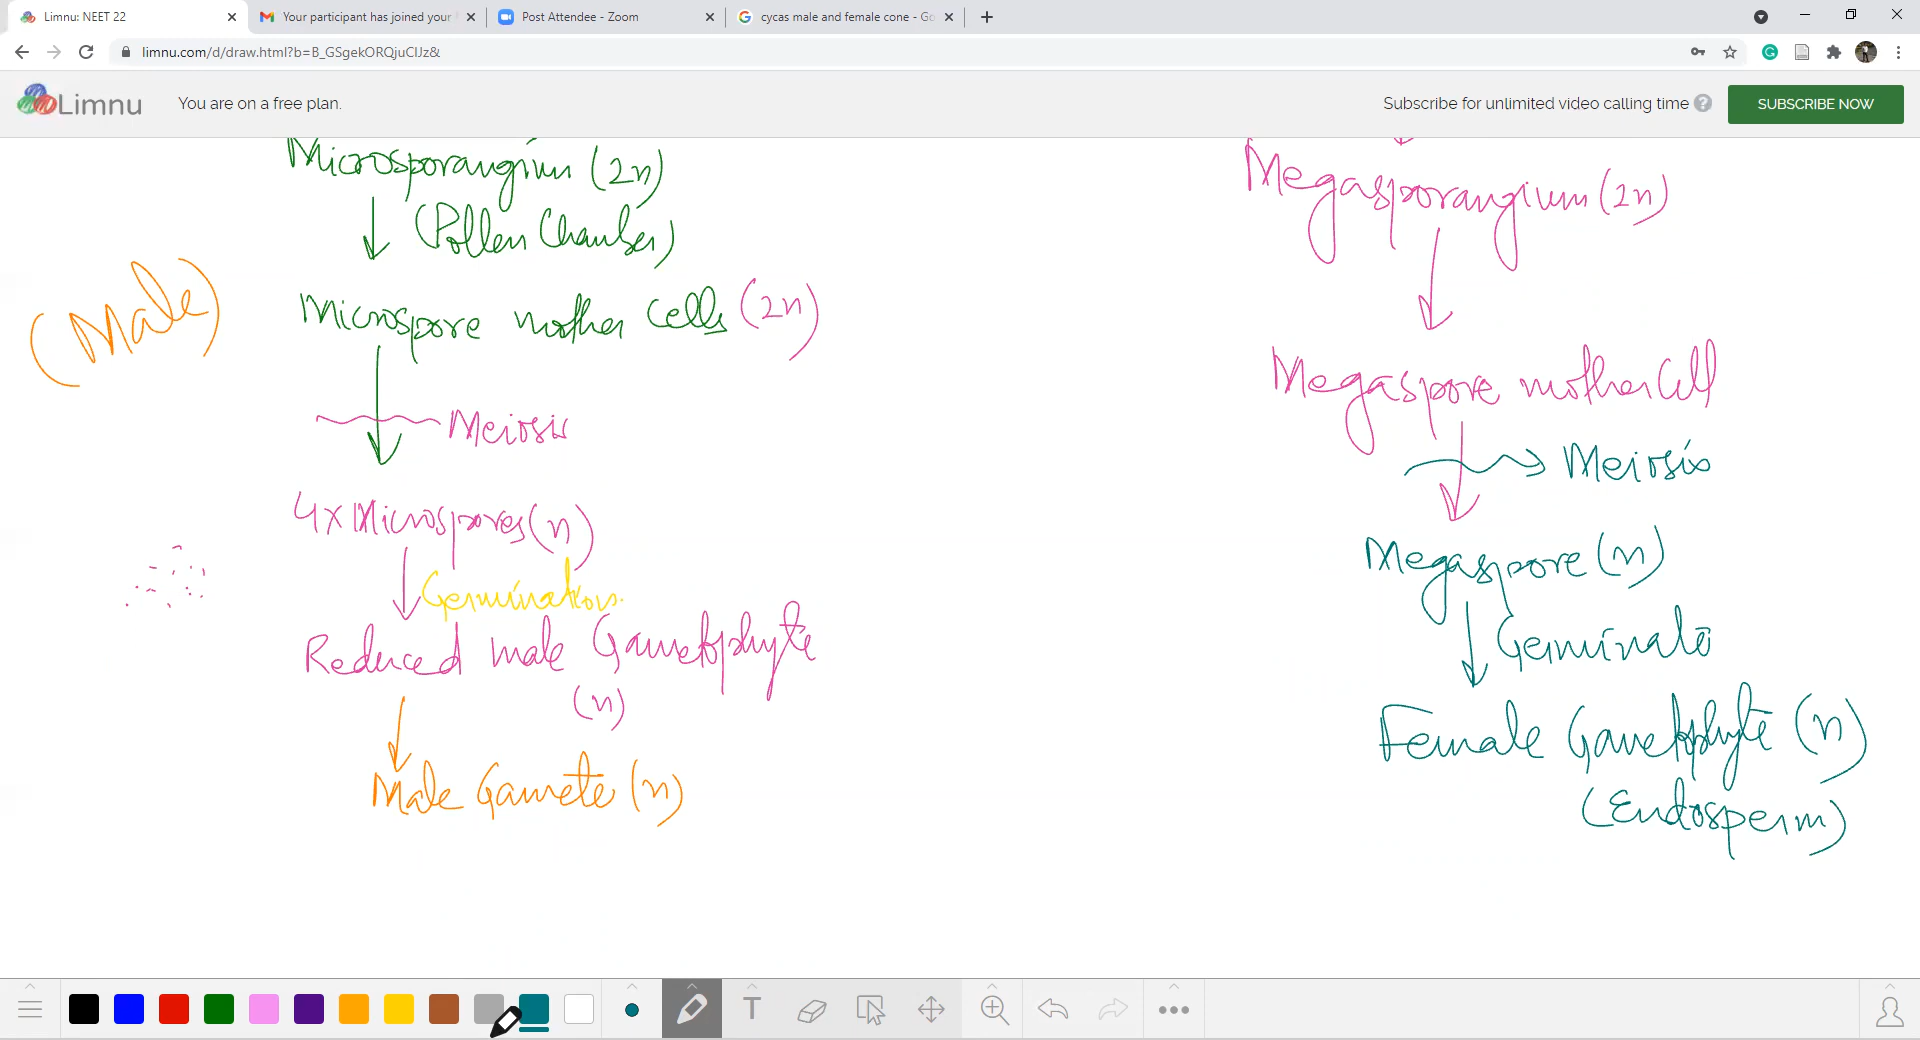 Limnu: NEET 22
Your participant has joined your
Post Attendee - Zoom
cycas male and female cone - Go
limnu.com/d/draw.html?b=B_GSgekORQjuCIJz&
Limnu
You are on a free plan.
Subscribe for unlimited video calling time ?
SUBSCRIBE NOW
Microsporangium (2n)
(Pollen Chamber)
(Male)
Microspore mother cells (2n)
Meiosis
4x Microspores (n)
Germination.
Reduced male Gametophyte
(n)
Male Gamete (n)
Megasporangium (2n)
Megaspore mother Cell
Meiosis
Megaspore (n)
Germinate
Female Gametophyte (n)
(Endosperm)
T